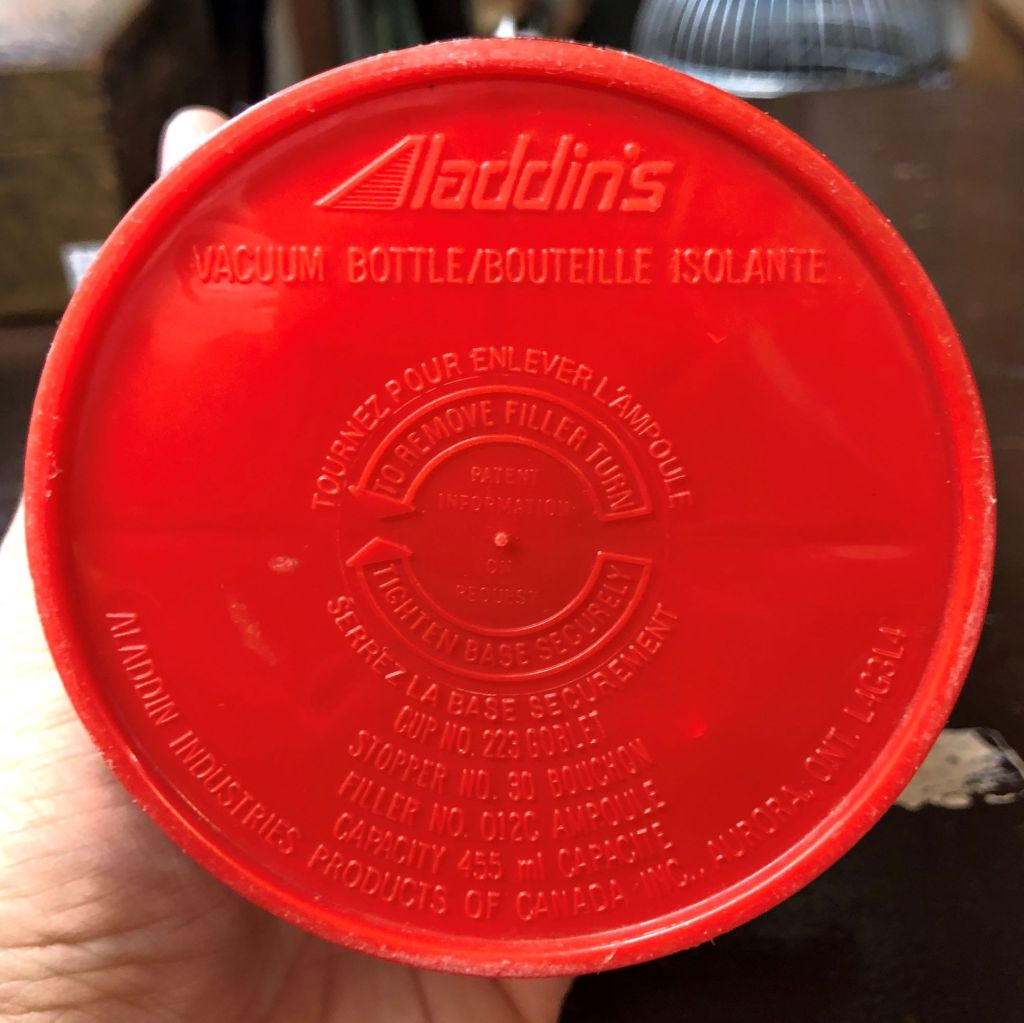 Aladdin's
VACUUM BOTTLE/BOUTEILLE ISOLANTE
TOURNEZ POUR ENLEVER L'AMPOULE
TO REMOVE FILLER TURN
PATENT
INFORMATION
ON
REQUEST
TIGHTEN BASE SECURELY
SERREZ LA BASE SECUREMENT
CUP NO. 223 GOBLET
STOPPER NO. 90 BOUCHON
FILLER NO. 012C AMPOULE
CAPACITY 455 ml CAPACITE
ALADDIN INDUSTRIES PRODUCTS OF CANADA INC., AURORA, ONT. L4G3L4